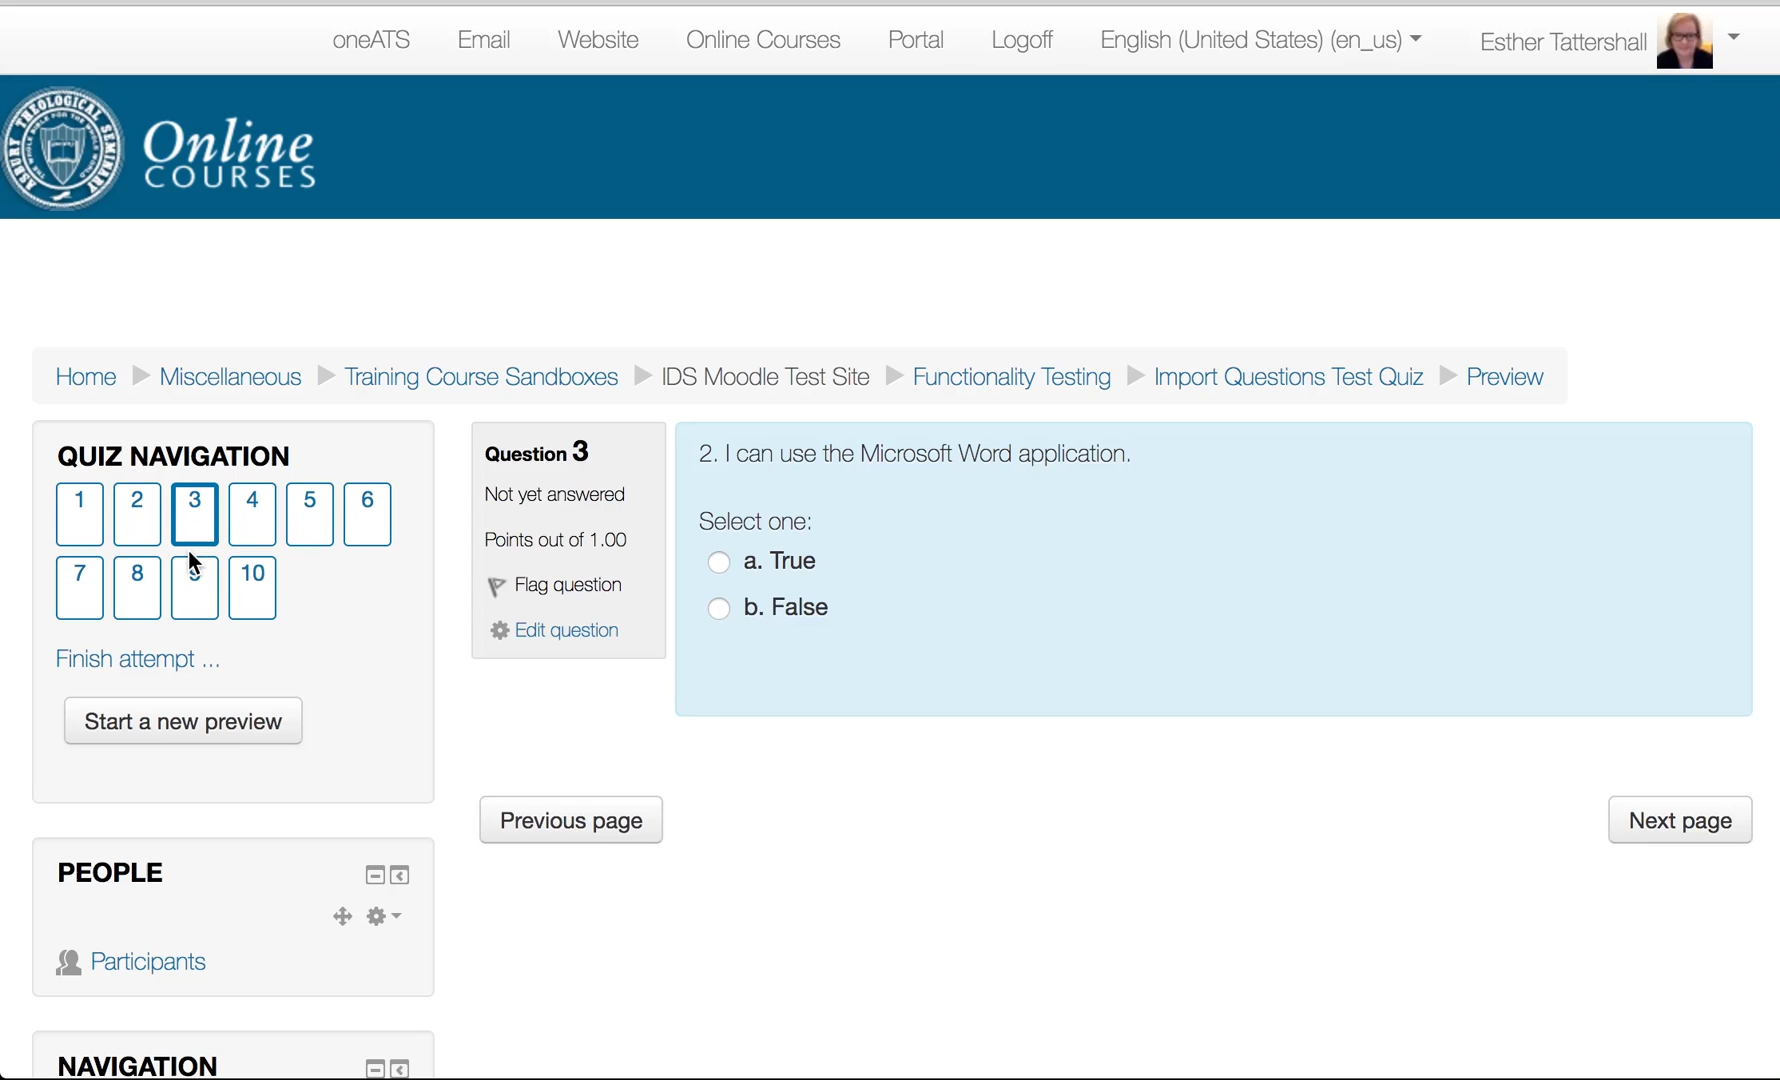 oneATS Email Website Online Courses Portal Logoff English (United States) (en_us) Esther Tattershall
ASBURY THEOLOGICAL SEMINARY
Online
COURSES
Home Miscellaneous Training Course Sandboxes IDS Moodle Test Site Functionality Testing Import Questions Test Quiz Preview
QUIZ NAVIGATION
1 2 3 4 5 6
7 8 9 10
Finish attempt ...
Start a new preview
Question 3
Not yet answered
Points out of 1.00
Flag question
Edit question
2. I can use the Microsoft Word application.
Select one:
a. True
b. False
Previous page
Next page
PEOPLE
Participants
NAVIGATION